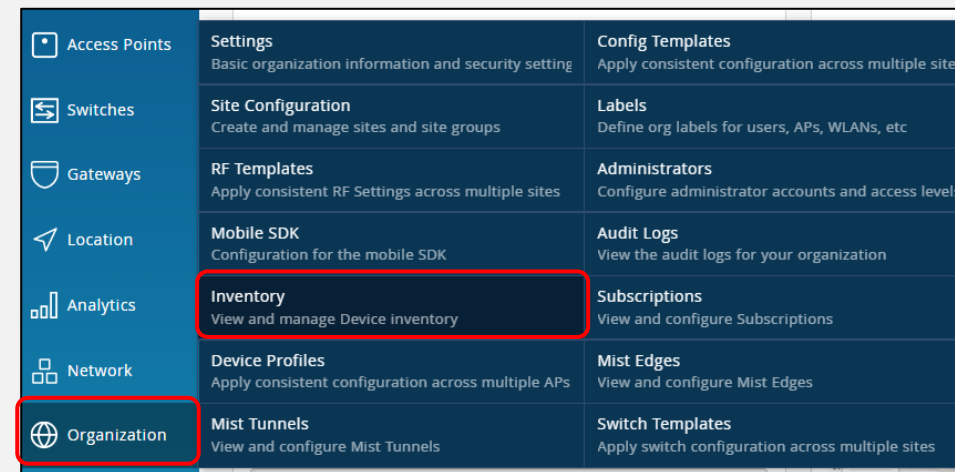 Access Points
Switches
Gateways
Location
Analytics
Network
Organization
Settings
Basic organization information and security setting
Site Configuration
Create and manage sites and site groups
RF Templates
Apply consistent RF Settings across multiple sites
Mobile SDK
Configuration for the mobile SDK
Inventory
View and manage Device inventory
Device Profiles
Apply consistent configuration across multiple APs
Mist Tunnels
View and configure Mist Tunnels
Config Templates
Apply consistent configuration across multiple site
Labels
Define org labels for users, APs, WLANs, etc
Administrators
Configure administrator accounts and access levels
Audit Logs
View the audit logs for your organization
Subscriptions
View and configure Subscriptions
Mist Edges
View and configure Mist Edges
Switch Templates
Apply switch configuration across multiple sites